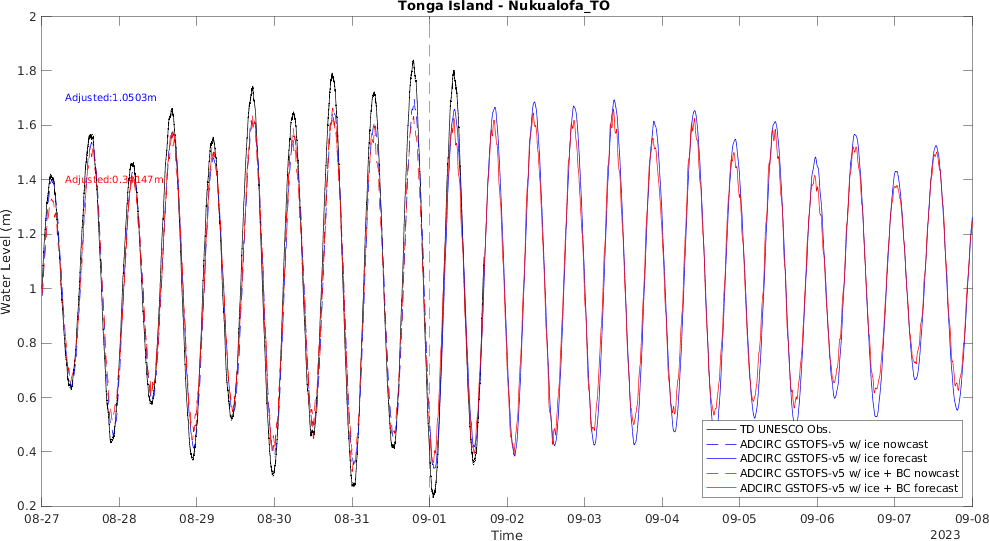 Tonga Island - Nukualofa_TO
2
1.8
1.6
1.4
1.2
1
0.8
0.6
0.4
0.2
Water Level (m)
Adjusted:1.0503m
TD UNESCO Obs.
ADCIRC GSTOFS-v5 w/ ice nowcast
ADCIRC GSTOFS-v5 w/ ice forecast
ADCIRC GSTOFS-v5 w/ ice + BC nowcast
ADCIRC GSTOFS-v5 w/ ice + BC forecast
08-27 08-28 08-29 08-30 08-31 09-01 09-02 09-03 09-04 09-05 09-06 09-07 09-08
Time
2023